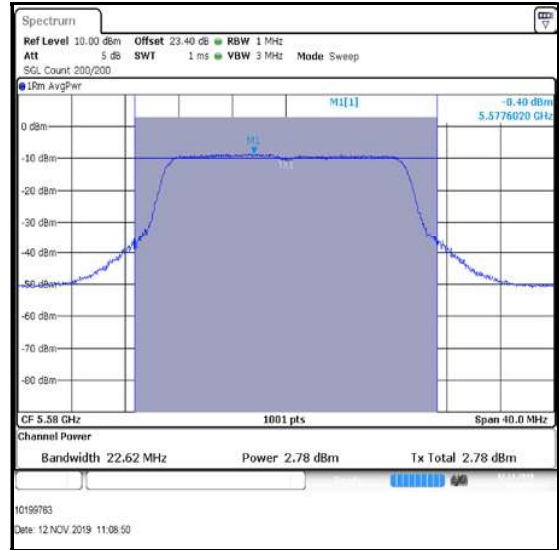 Spectrum
Ref Level 10.00 dBm Offset 23.40 dB RBW 1 MHz
Att 5 dB SWT 1 ms VBW 3 MHz Mode Sweep
SGL Count 200/200
1Rm AvgPwr
M1[1] -8.40 dBm
5.5776020 GHz
0 dBm
M1
-10 dBm
Tx1
-20 dBm
-30 dBm
-40 dBm
-50 dBm
-60 dBm
-70 dBm
-80 dBm
CF 5.58 GHz 1001 pts Span 40.0 MHz
Channel Power
Bandwidth 22.62 MHz Power 2.78 dBm Tx Total 2.78 dBm
10199763
Date: 12.NOV.2019 11:08:50